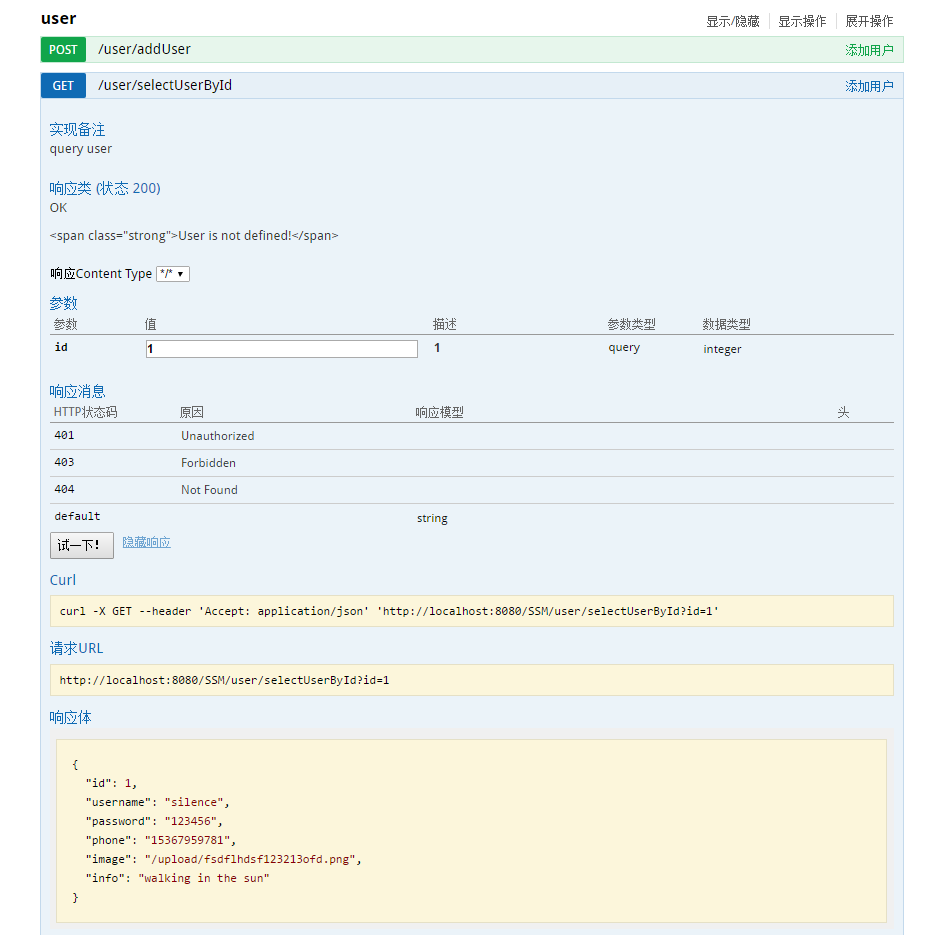 user 显示/隐藏 显示操作 展开操作
POST /user/addUser 添加用户
GET /user/selectUserById 添加用户
实现备注
query user
响应类 (状态 200)
OK
<span class="strong">User is not defined!</span>
响应Content Type */*
参数
参数 值 描述 参数类型 数据类型
id 1 1 query integer
响应消息
HTTP状态码 原因 响应模型 头
401 Unauthorized
403 Forbidden
404 Not Found
default string
试一下! 隐藏响应
Curl
curl -X GET --header 'Accept: application/json' 'http://localhost:8080/SSM/user/selectUserById?id=1'
请求URL
http://localhost:8080/SSM/user/selectUserById?id=1
响应体
{
"id": 1,
"username": "silence",
"password": "123456",
"phone": "15367959781",
"image": "/upload/fsdflhdsf123213ofd.png",
"info": "walking in the sun"
}